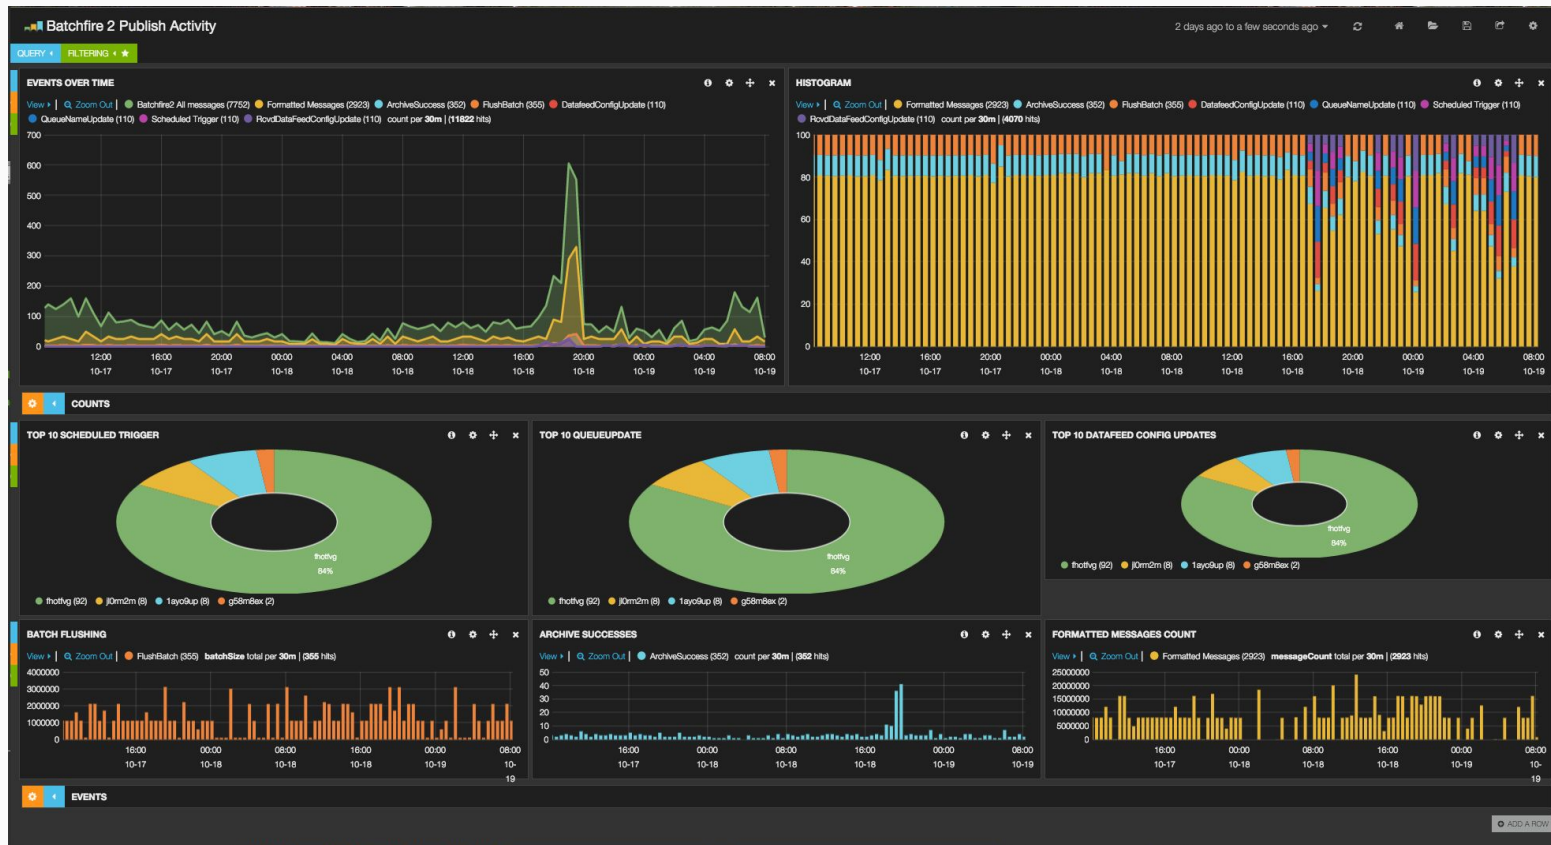 Batchfire 2 Publish Activity
2 days ago to a few seconds ago
QUERY
FILTERING
EVENTS OVER TIME
View | Zoom Out | Batchfire2 All messages (7752) Formatted Messages (2923) ArchiveSuccess (352) FlushBatch (355) DatafeedConfigUpdate (110)
QueueNameUpdate (110) Scheduled Trigger (110) RcvdDataFeedConfigUpdate (110) count per 30m | (11822 hits)
700
600
500
400
300
200
100
0
12:00 16:00 20:00 00:00 04:00 08:00 12:00 16:00 20:00 00:00 04:00 08:00
10-17 10-17 10-17 10-18 10-18 10-18 10-18 10-18 10-18 10-19 10-19 10-19
HISTOGRAM
View | Zoom Out | Formatted Messages (2923) ArchiveSuccess (352) FlushBatch (355) DatafeedConfigUpdate (110) QueueNameUpdate (110) Scheduled Trigger (110)
RcvdDataFeedConfigUpdate (110) count per 30m | (4070 hits)
100
80
60
40
20
0
12:00 16:00 20:00 00:00 04:00 08:00 12:00 16:00 20:00 00:00 04:00 08:00
10-17 10-17 10-17 10-18 10-18 10-18 10-18 10-18 10-18 10-19 10-19 10-19
COUNTS
TOP 10 SCHEDULED TRIGGER
fhotfvg
84%
fhotfvg (92) jl0rm2m (8) 1ayo9up (8) g58m8ex (2)
TOP 10 QUEUEUPDATE
fhotfvg
84%
fhotfvg (92) jl0rm2m (8) 1ayo9up (8) g58m8ex (2)
TOP 10 DATAFEED CONFIG UPDATES
fhotfvg
84%
fhotfvg (92) jl0rm2m (8) 1ayo9up (8) g58m8ex (2)
BATCH FLUSHING
View | Zoom Out | FlushBatch (355) batchSize total per 30m | (355 hits)
4000000
3000000
2000000
1000000
0
16:00 00:00 08:00 16:00 00:00 08:00
10-17 10-18 10-18 10-18 10-19 10-
19
ARCHIVE SUCCESSES
View | Zoom Out | ArchiveSuccess (352) count per 30m | (352 hits)
50
40
30
20
10
0
16:00 00:00 08:00 16:00 00:00 08:00
10-17 10-18 10-18 10-18 10-19 10-19
FORMATTED MESSAGES COUNT
View | Zoom Out | Formatted Messages (2923) messageCount total per 30m | (2923 hits)
25000000
20000000
15000000
10000000
5000000
0
16:00 00:00 08:00 16:00 00:00 08:00
10-17 10-18 10-18 10-18 10-19 10-
19
EVENTS
ADD A ROW